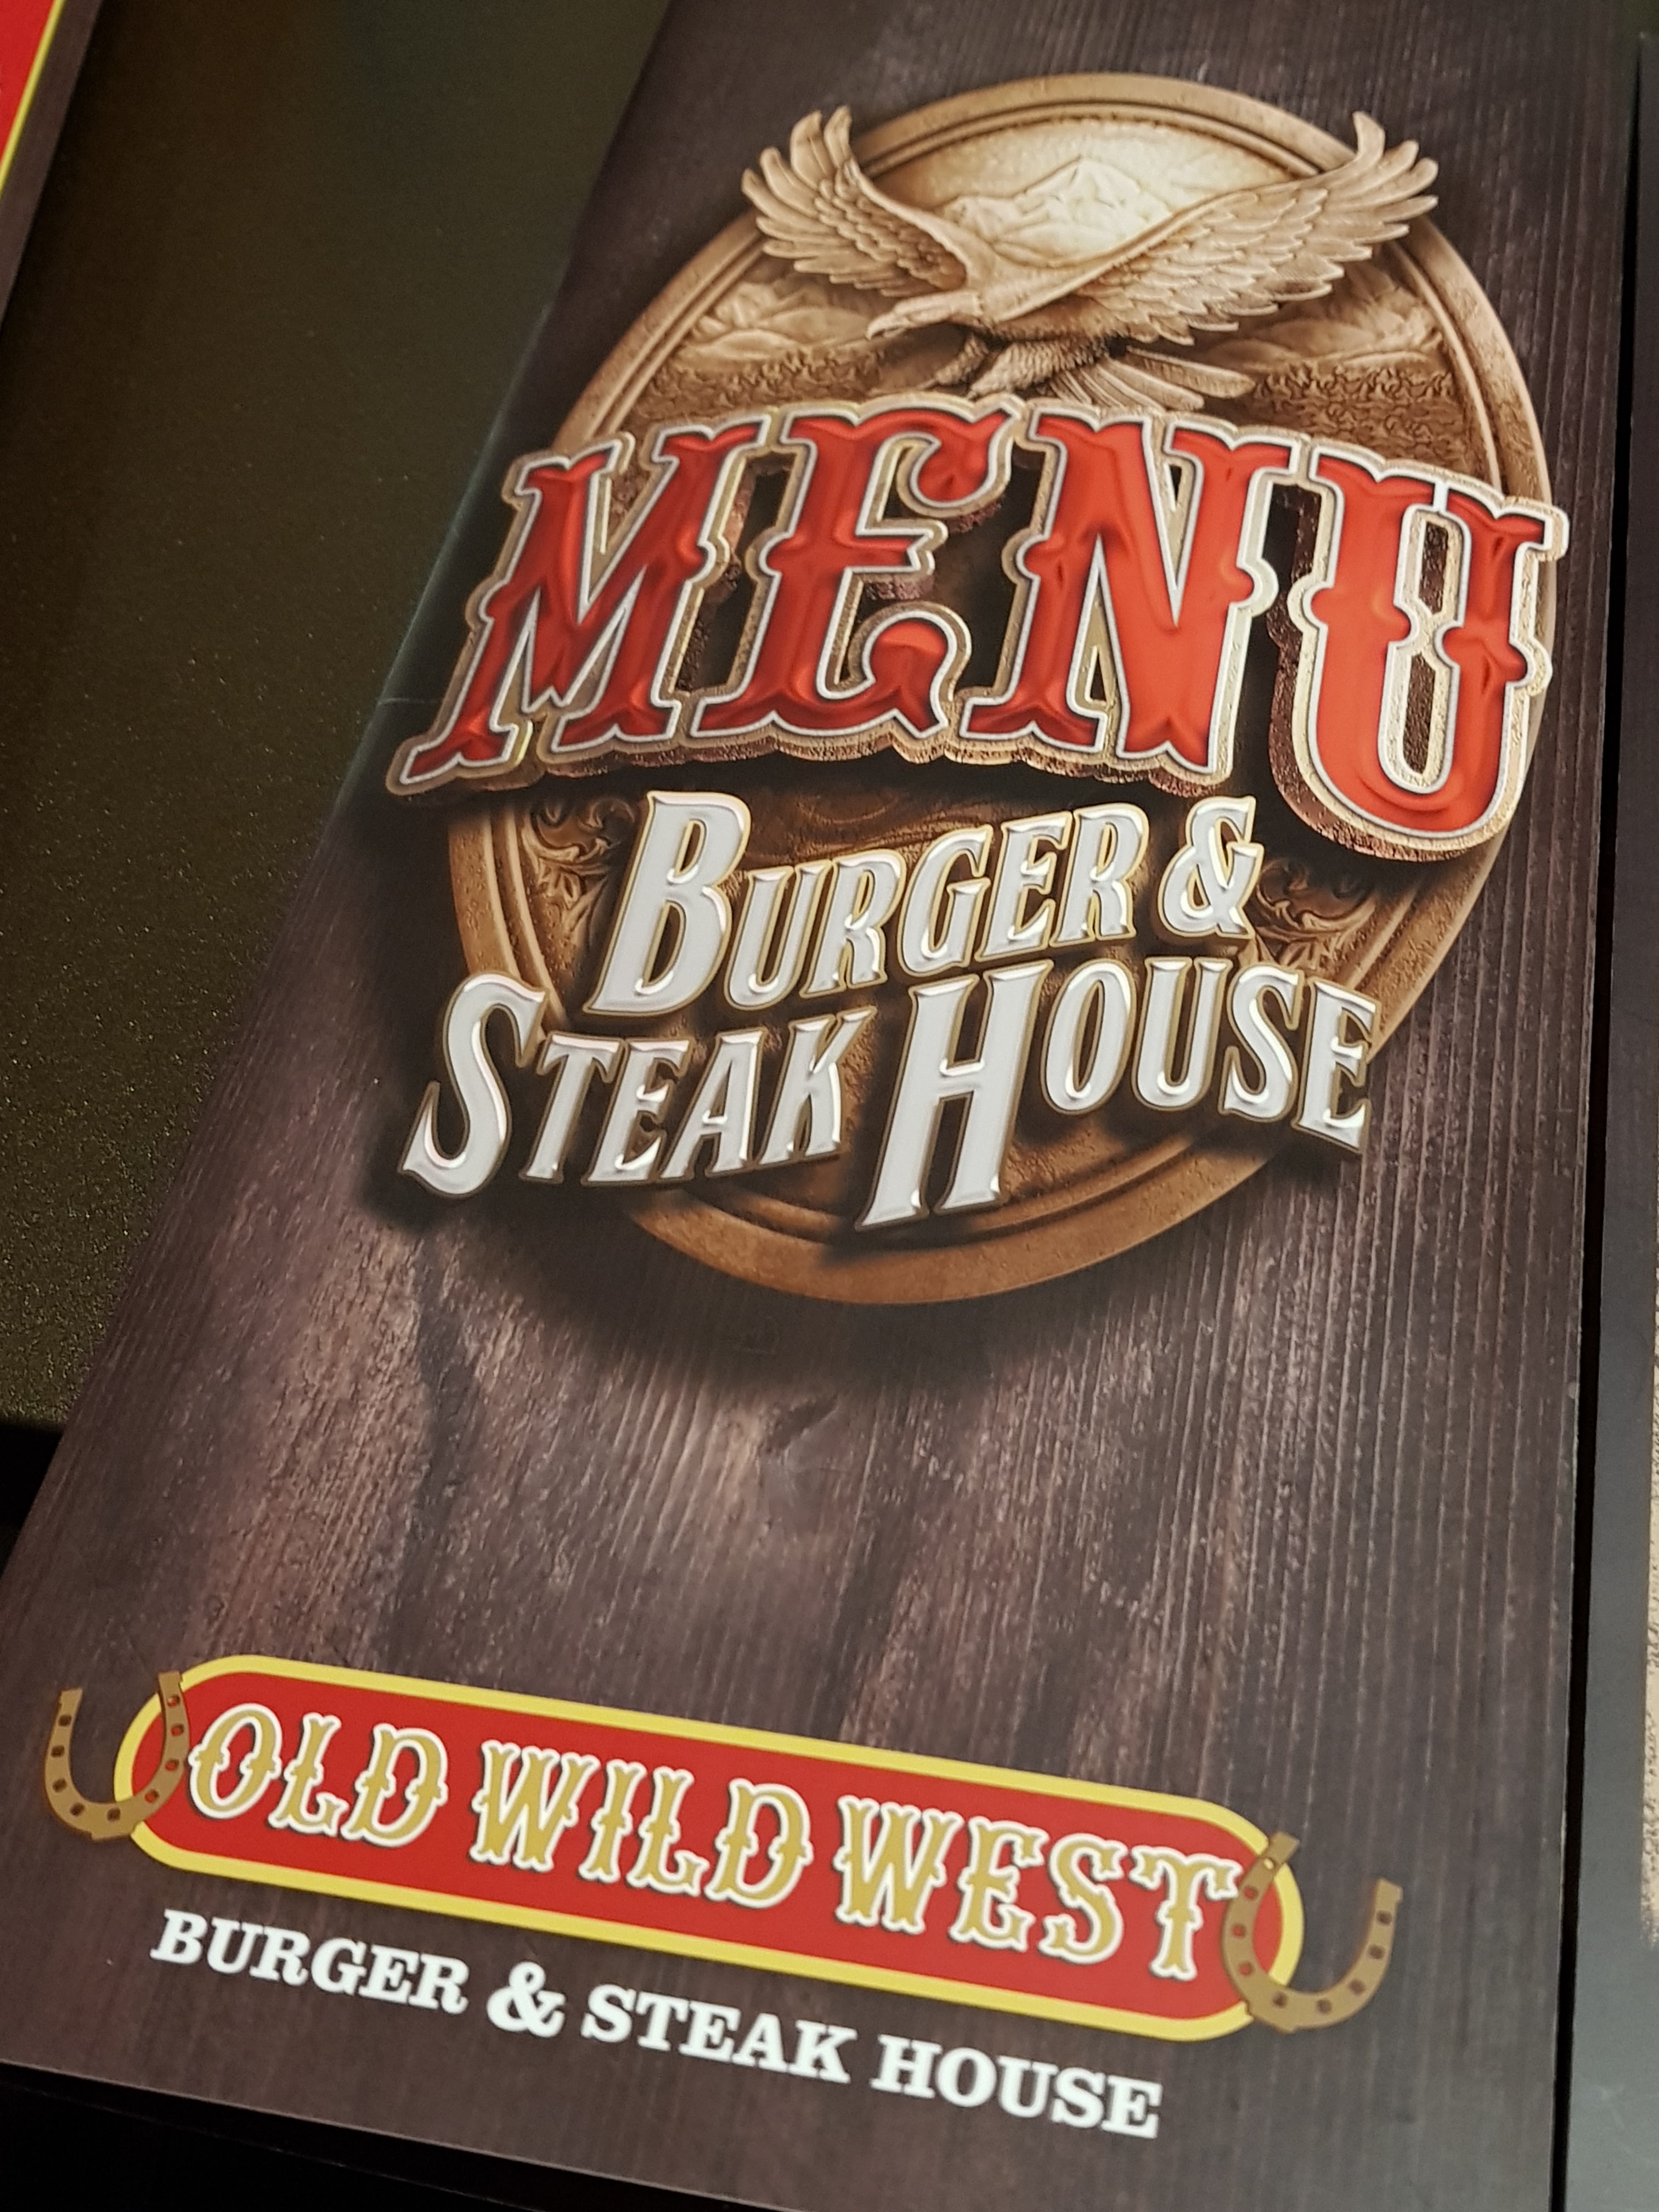 MENU
BURGER &
STEAK HOUSE
OLD WILD WEST
BURGER & STEAK HOUSE